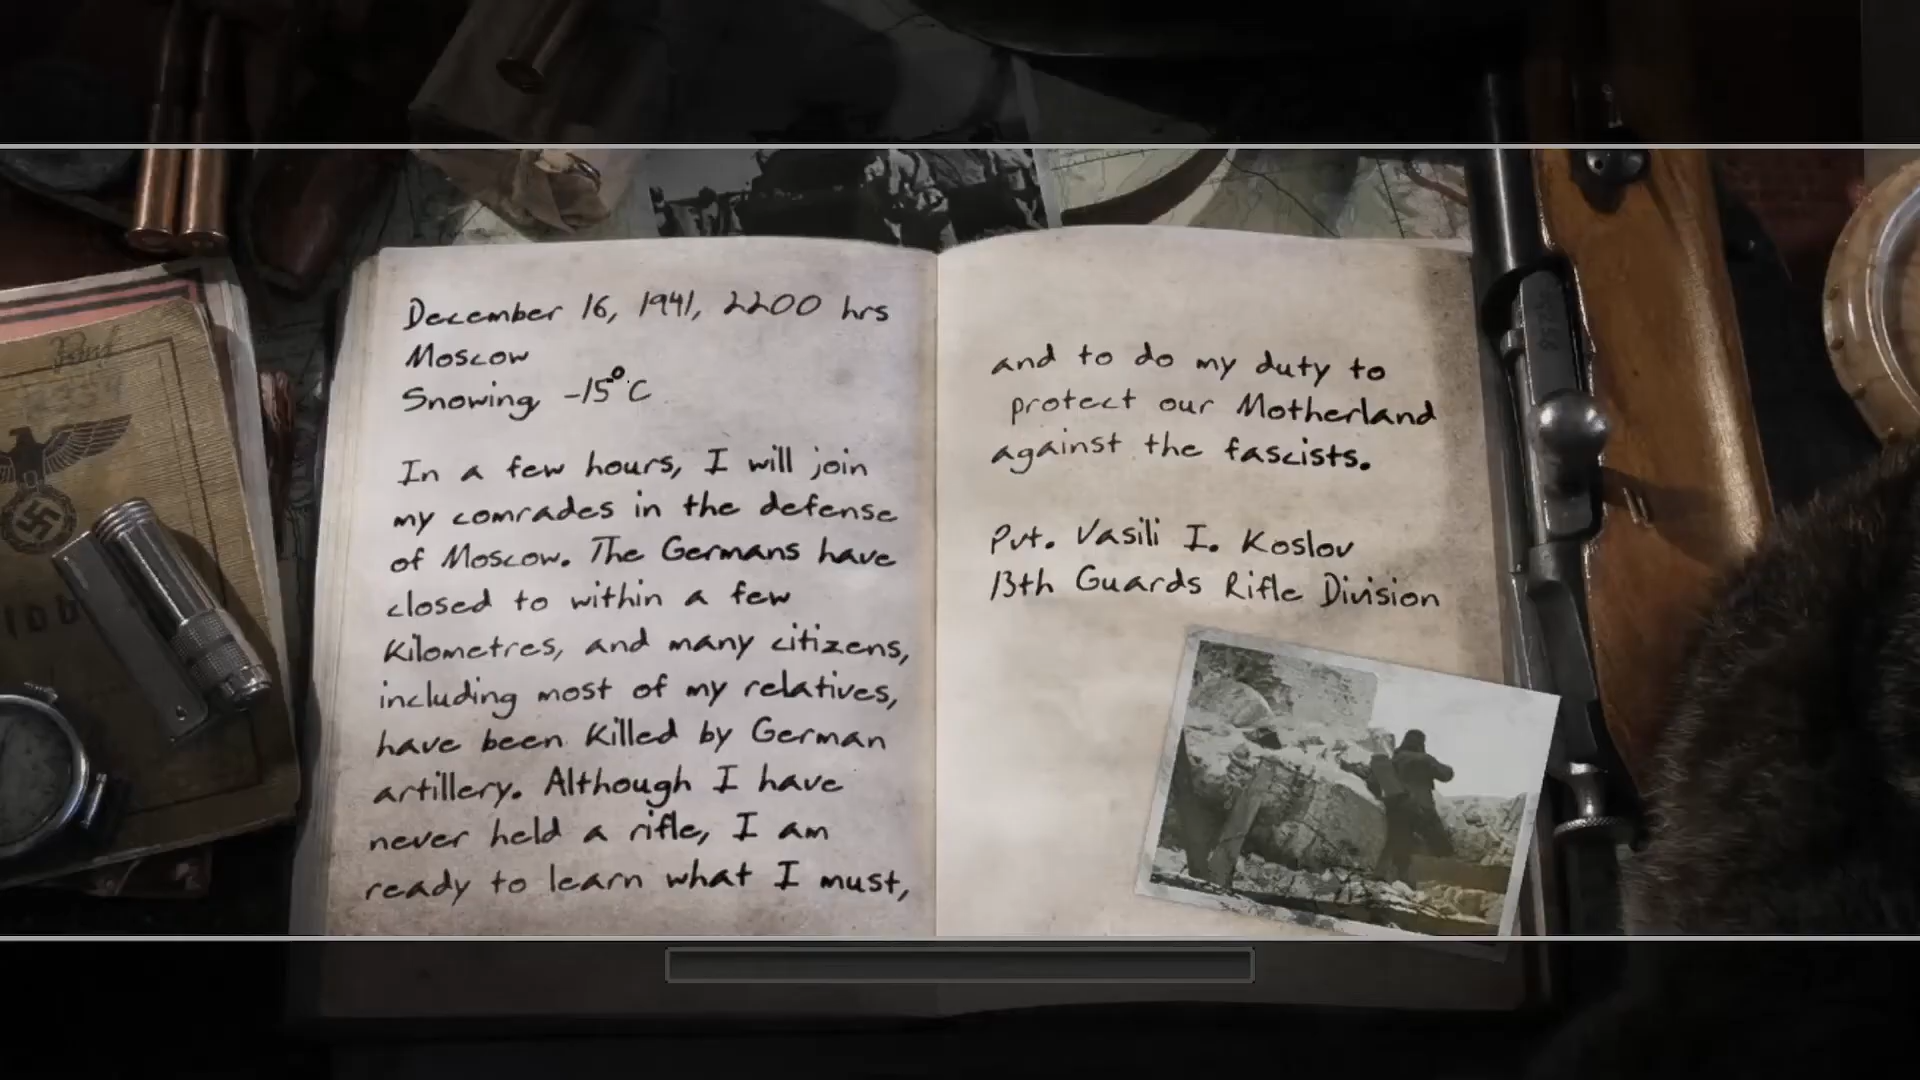 December 16, 1941, 2200 hrs
Moscow
Snowing, -15°C
In a few hours, I will join
my comrades in the defense
of Moscow. The Germans have
closed to within a few
kilometres, and many citizens,
including most of my relatives,
have been killed by German
artillery. Although I have
never held a rifle, I am
ready to learn what I must,
and to do my duty to
protect our Motherland
against the fascists.
Pvt. Vasili I. Koslov
13th Guards Rifle Division